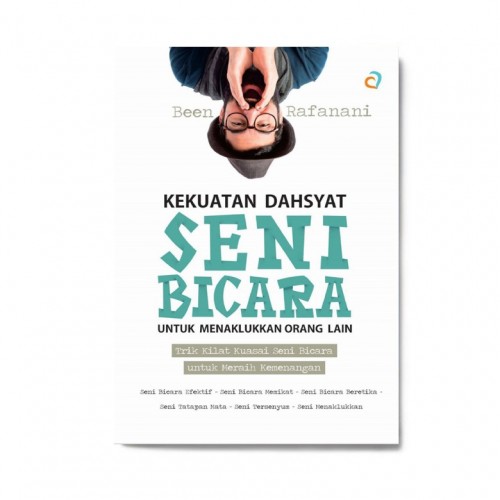 Been Rafanani
KEKUATAN DAHSYAT
SENI
BICARA
UNTUK MENAKLUKKAN ORANG LAIN
Trik Kilat Kuasai Seni Bicara
untuk Meraih Kemenangan
Seni Bicara Efektif - Seni Bicara Memikat - Seni Bicara Beretika -
Seni Tatapan Mata - Seni Tersenyum - Seni Menaklukkan